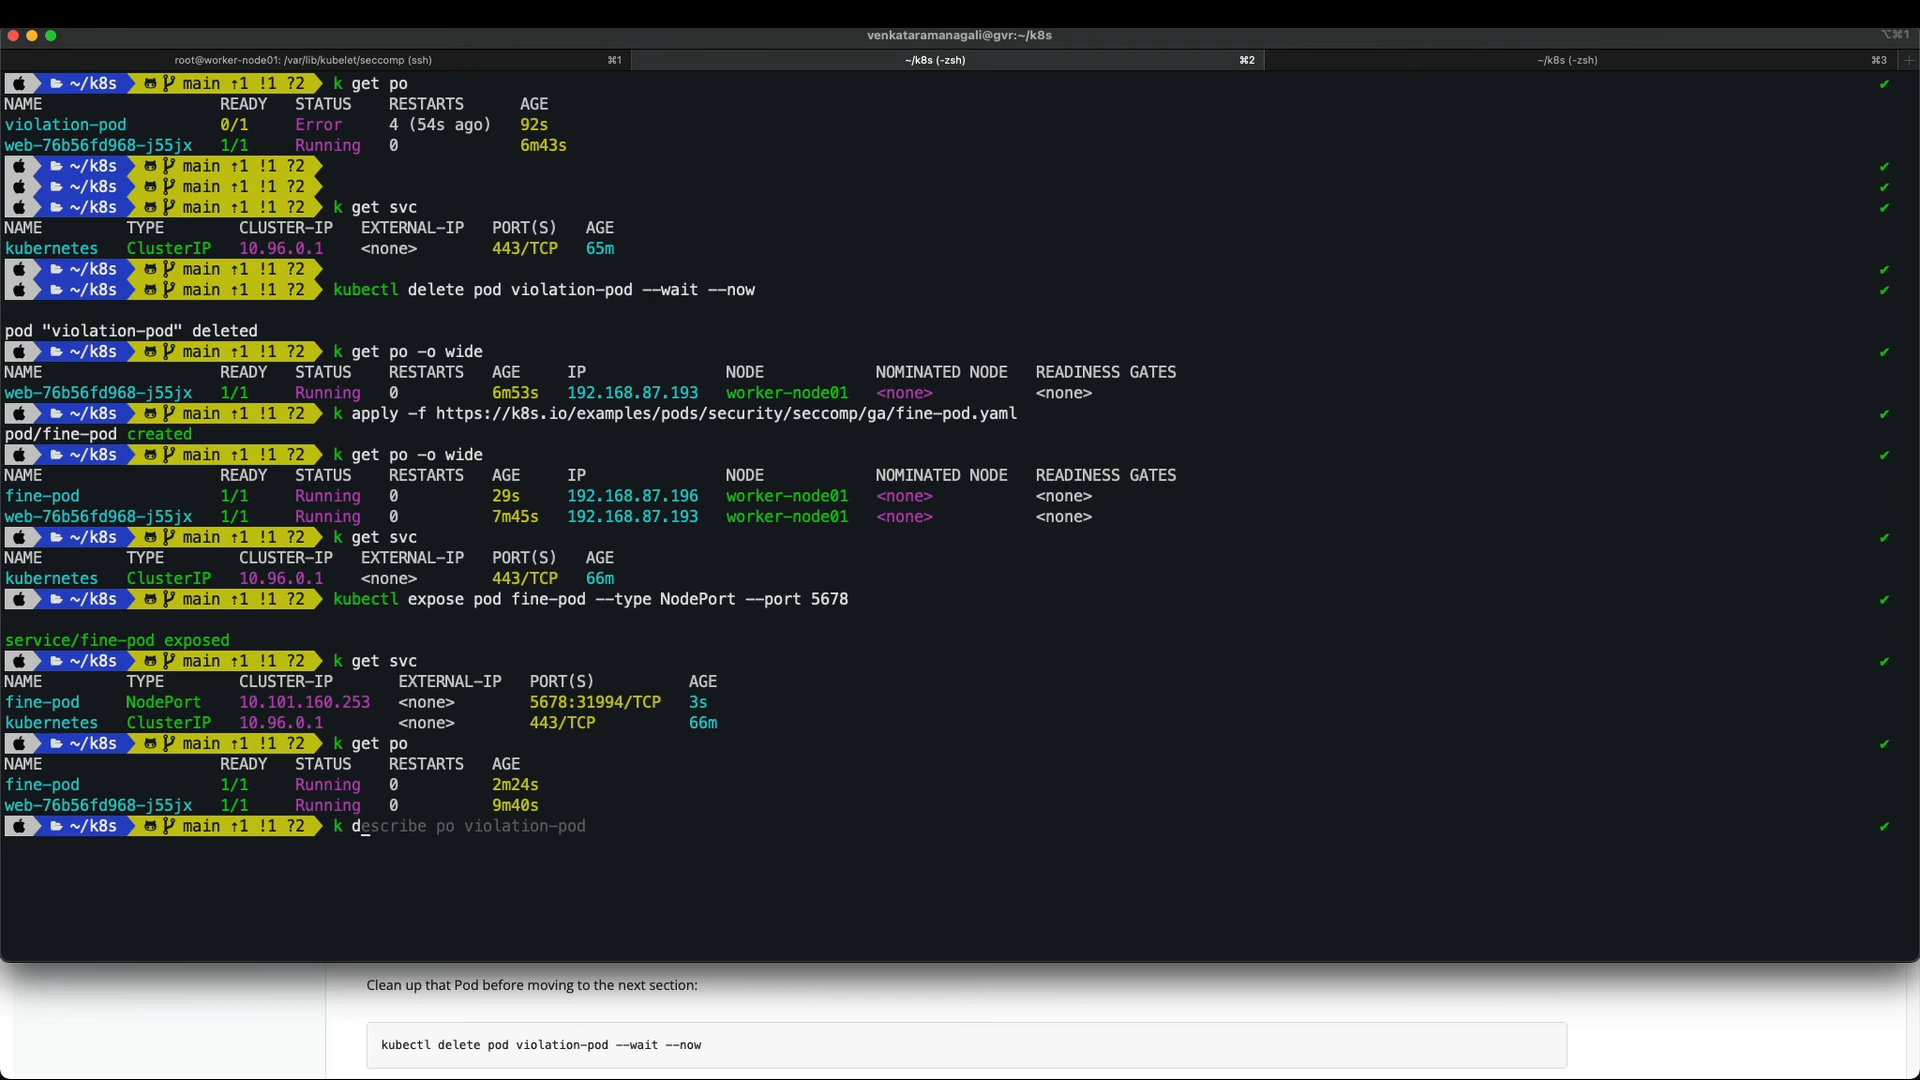 venkataramanagali@gvr:~/k8s
⌥⌘1
root@worker-node01: /var/lib/kubelet/seccomp (ssh) ⌘1 ~/k8s (-zsh) ⌘2 ~/k8s (-zsh) ⌘3
~/k8s main ⇡1 !1 ?2 k get po
NAME READY STATUS RESTARTS AGE
violation-pod 0/1 Error 4 (54s ago) 92s
web-76b56fd968-j55jx 1/1 Running 0 6m43s
~/k8s main ⇡1 !1 ?2
~/k8s main ⇡1 !1 ?2
~/k8s main ⇡1 !1 ?2 k get svc
NAME TYPE CLUSTER-IP EXTERNAL-IP PORT(S) AGE
kubernetes ClusterIP 10.96.0.1 <none> 443/TCP 65m
~/k8s main ⇡1 !1 ?2
~/k8s main ⇡1 !1 ?2 kubectl delete pod violation-pod --wait --now
pod "violation-pod" deleted
~/k8s main ⇡1 !1 ?2 k get po -o wide
NAME READY STATUS RESTARTS AGE IP NODE NOMINATED NODE READINESS GATES
web-76b56fd968-j55jx 1/1 Running 0 6m53s 192.168.87.193 worker-node01 <none> <none>
~/k8s main ⇡1 !1 ?2 k apply -f https://k8s.io/examples/pods/security/seccomp/ga/fine-pod.yaml
pod/fine-pod created
~/k8s main ⇡1 !1 ?2 k get po -o wide
NAME READY STATUS RESTARTS AGE IP NODE NOMINATED NODE READINESS GATES
fine-pod 1/1 Running 0 29s 192.168.87.196 worker-node01 <none> <none>
web-76b56fd968-j55jx 1/1 Running 0 7m45s 192.168.87.193 worker-node01 <none> <none>
~/k8s main ⇡1 !1 ?2 k get svc
NAME TYPE CLUSTER-IP EXTERNAL-IP PORT(S) AGE
kubernetes ClusterIP 10.96.0.1 <none> 443/TCP 66m
~/k8s main ⇡1 !1 ?2 kubectl expose pod fine-pod --type NodePort --port 5678
service/fine-pod exposed
~/k8s main ⇡1 !1 ?2 k get svc
NAME TYPE CLUSTER-IP EXTERNAL-IP PORT(S) AGE
fine-pod NodePort 10.101.160.253 <none> 5678:31994/TCP 3s
kubernetes ClusterIP 10.96.0.1 <none> 443/TCP 66m
~/k8s main ⇡1 !1 ?2 k get po
NAME READY STATUS RESTARTS AGE
fine-pod 1/1 Running 0 2m24s
web-76b56fd968-j55jx 1/1 Running 0 9m40s
~/k8s main ⇡1 !1 ?2 k describe po violation-pod
Clean up that Pod before moving to the next section:
kubectl delete pod violation-pod --wait --now